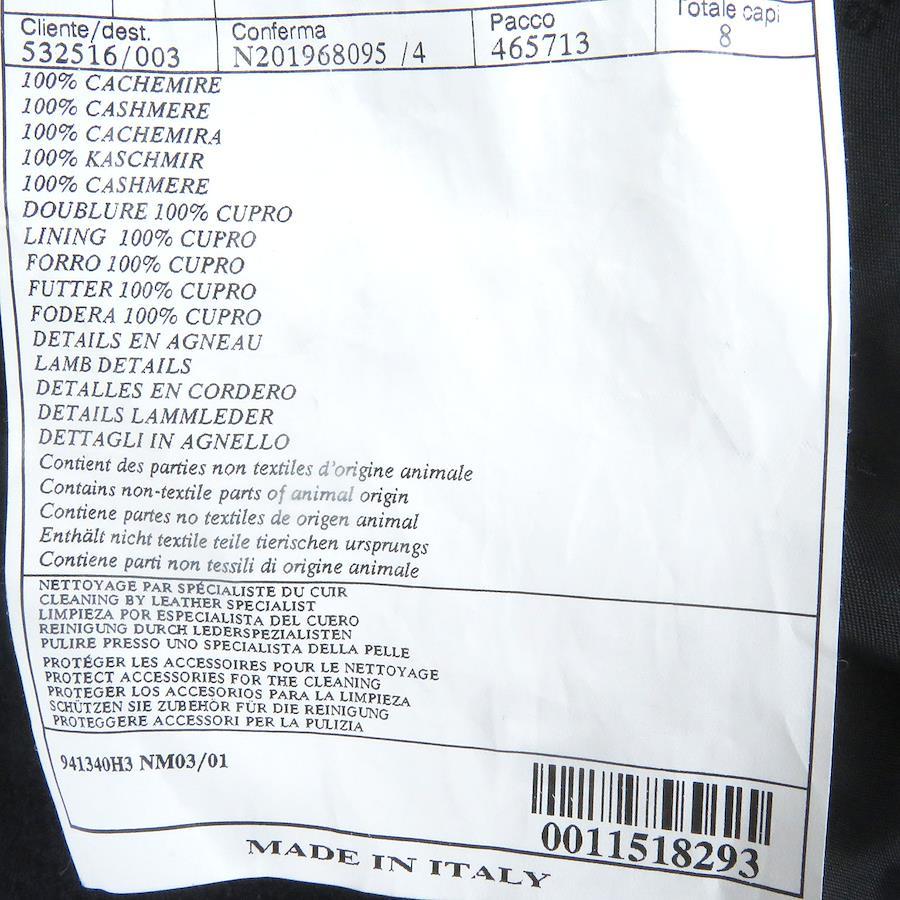 Cliente/dest. Conferma Pacco Totale capi
532516/003 N201968095 /4 465713 8
100% CACHEMIRE
100% CASHMERE
100% CACHEMIRA
100% KASCHMIR
100% CASHMERE
DOUBLURE 100% CUPRO
LINING 100% CUPRO
FORRO 100% CUPRO
FUTTER 100% CUPRO
FODERA 100% CUPRO
DETAILS EN AGNEAU
LAMB DETAILS
DETALLES EN CORDERO
DETAILS LAMMLEDER
DETTAGLI IN AGNELLO
Contient des parties non textiles d'origine animale
Contains non-textile parts of animal origin
Contiene partes no textiles de origen animal
Enthält nicht textile teile tierischen ursprungs
Contiene parti non tessili di origine animale
NETTOYAGE PAR SPÉCIALISTE DU CUIR
CLEANING BY LEATHER SPECIALIST
LIMPIEZA POR ESPECIALISTA DEL CUERO
REINIGUNG DURCH LEDERSPEZIALISTEN
PULIRE PRESSO UNO SPECIALISTA DELLA PELLE
PROTÉGER LES ACCESSOIRES POUR LE NETTOYAGE
PROTECT ACCESSORIES FOR THE CLEANING
PROTEGER LOS ACCESORIOS PARA LA LIMPIEZA
SCHÜTZEN SIE ZUBEHÖR FÜR DIE REINIGUNG
PROTEGGERE ACCESSORI PER LA PULIZIA
941340H3 NM03/01
0011518293
MADE IN ITALY